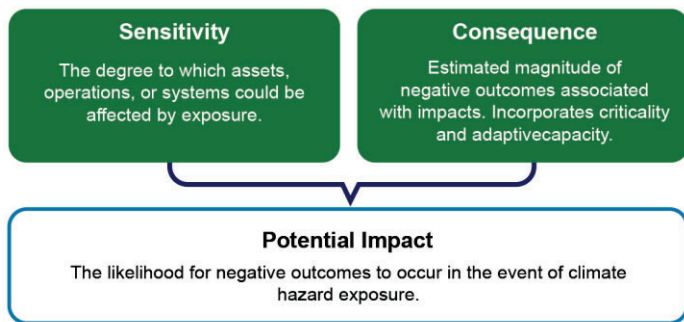 Sensitivity
The degree to which assets,
operations, or systems could be
affected by exposure.
Consequence
Estimated magnitude of
negative outcomes associated
with impacts. Incorporates criticality
and adaptivecapacity.
Potential Impact
The likelihood for negative outcomes to occur in the event of climate
hazard exposure.